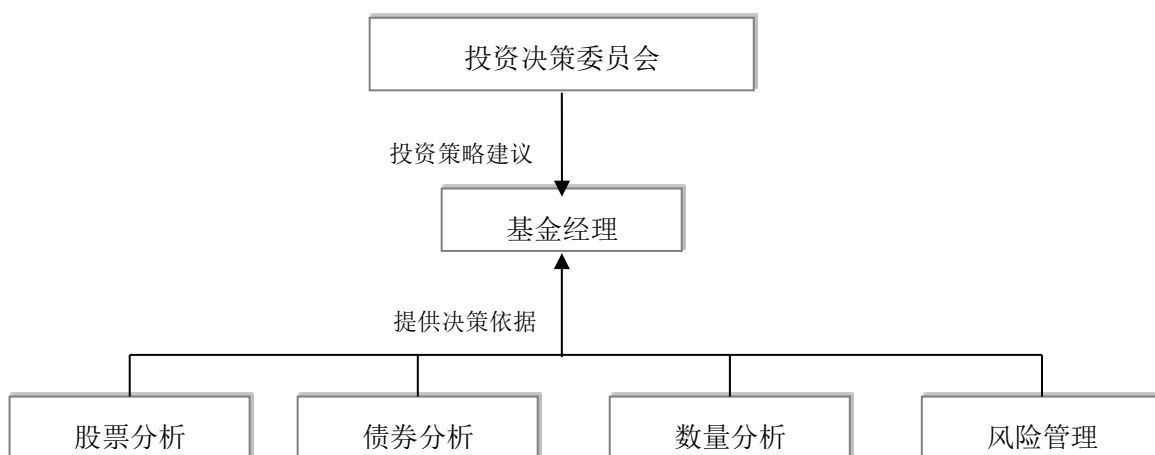 投资决策委员会
投资策略建议
基金经理
提供决策依据
股票分析
债券分析
数量分析
风险管理